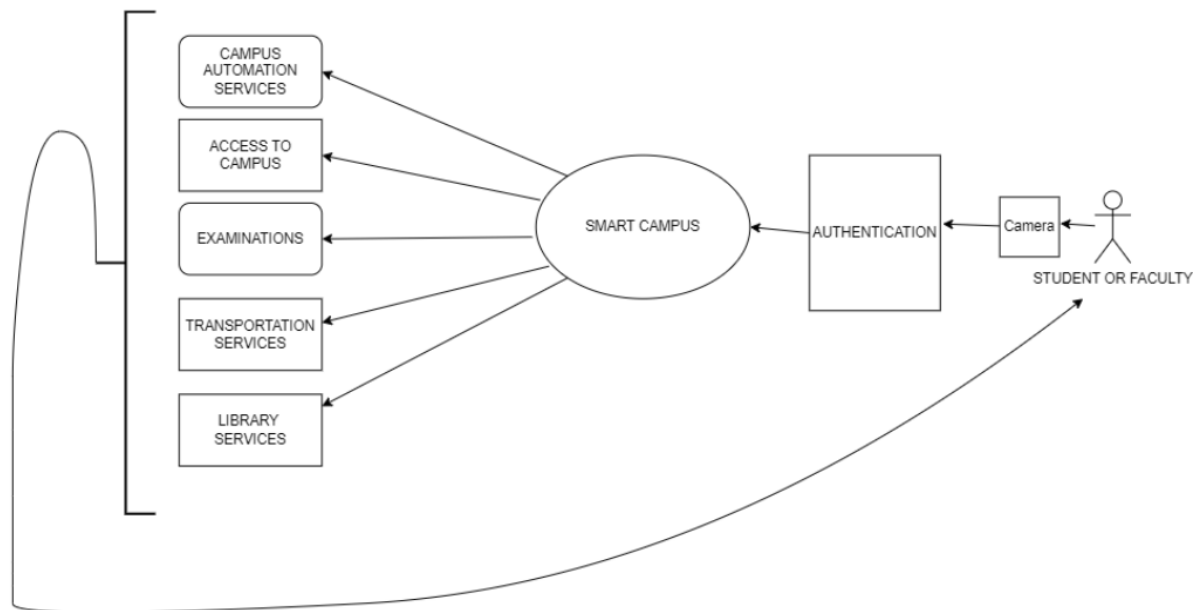 CAMPUS
AUTOMATION
SERVICES
ACCESS TO
CAMPUS
EXAMINATIONS
TRANSPORTATION
SERVICES
LIBRARY
SERVICES
SMART CAMPUS
AUTHENTICATION
Camera
STUDENT OR FACULTY